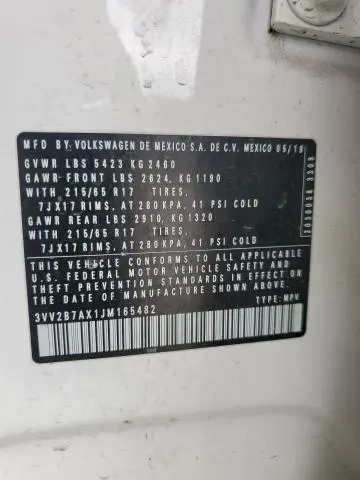 MFD BY VOLKSWAGEN DE MEXICO S.A. DE C.V. MEXICO 05/18
GVWR LBS 5423 KG 2460
GAWR FRONT LBS 2624, KG 1190
WITH 215/65 R17 TIRES,
7JX17 RIMS, AT 280 KPA, 41 PSI COLD
GAWR REAR LBS 2910, KG 1320
WITH 215/65 R17 TIRES,
7JX17 RIMS, AT 280 KPA, 41 PSI COLD
THIS VEHICLE CONFORMS TO ALL APPLICABLE
U.S. FEDERAL MOTOR VEHICLE SAFETY AND
THEFT PREVENTION STANDARDS IN EFFECT ON
THE DATE OF MANUFACTURE SHOWN ABOVE.
3VV2B7AX1JM165482 TYPE: MPV